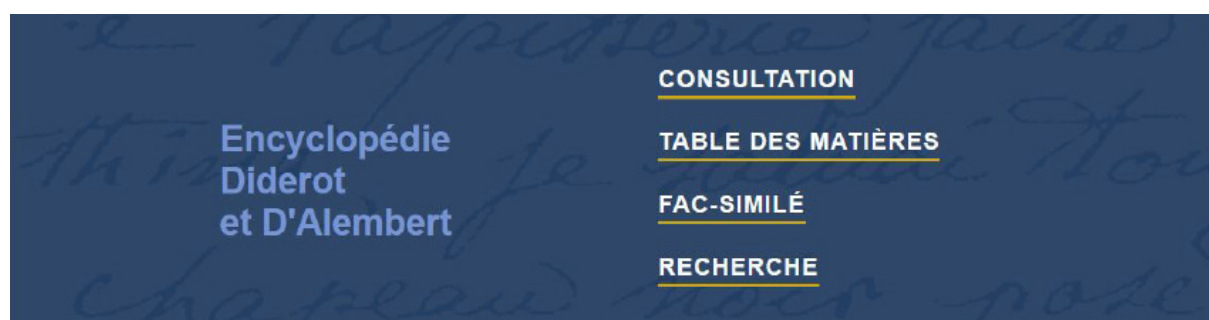 Encyclopédie
Diderot
et D'Alembert
CONSULTATION
TABLE DES MATIÈRES
FAC-SIMILÉ
RECHERCHE